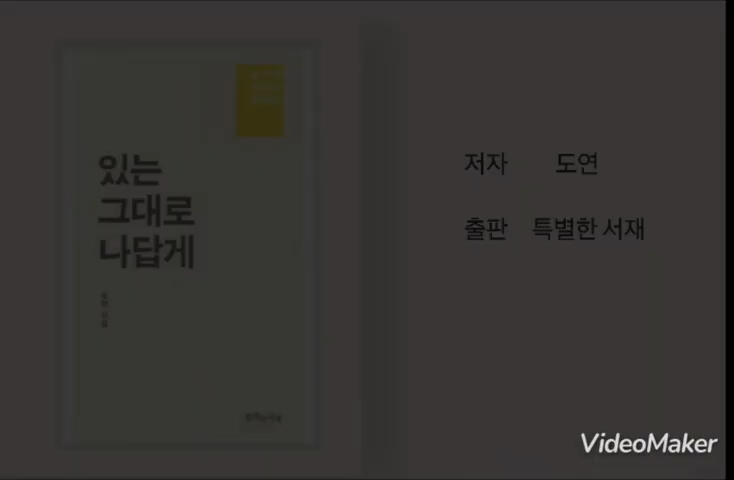 있는
그대로
나답게
저자 도연
출판 특별한 서재
VideoMaker